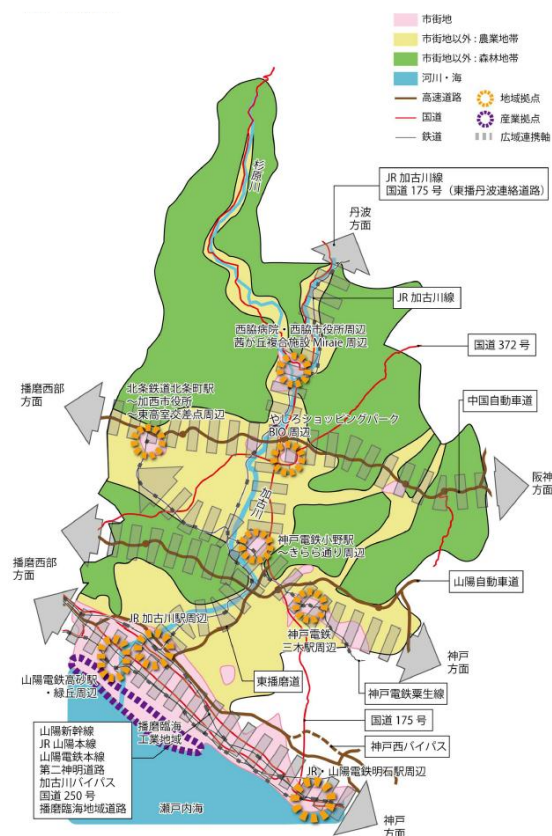 市街地
市街地以外：農業地帯
市街地以外：森林地帯
河川・海
高速道路
国道
鉄道
地域拠点
産業拠点
広域連携軸
杉原川
JR 加古川線
国道 175 号（東播丹波連絡道路）
丹波
方面
JR 加古川線
西脇病院・西脇市役所周辺
茜が丘複合施設 Miraie 周辺
国道 372 号
播磨西部
方面
北条鉄道北条町駅
～加西市役所
～東高室交差点周辺
やしろショッピングパーク
BIO 周辺
中国自動車道
阪神
方面
加古川
神戸電鉄小野駅
～きらら通り周辺
播磨西部
方面
山陽自動車道
JR 加古川駅周辺
神戸電鉄
三木駅周辺
神戸
方面
山陽電鉄高砂駅
・緑丘周辺
東播磨道
神戸電鉄粟生線
播磨臨海
工業地域
国道 175 号
神戸西バイパス
山陽新幹線
JR 山陽本線
山陽電鉄本線
第二神明道路
加古川バイパス
国道 250 号
播磨臨海地域道路
JR・山陽電鉄明石駅周辺
瀬戸内海
神戸
方面